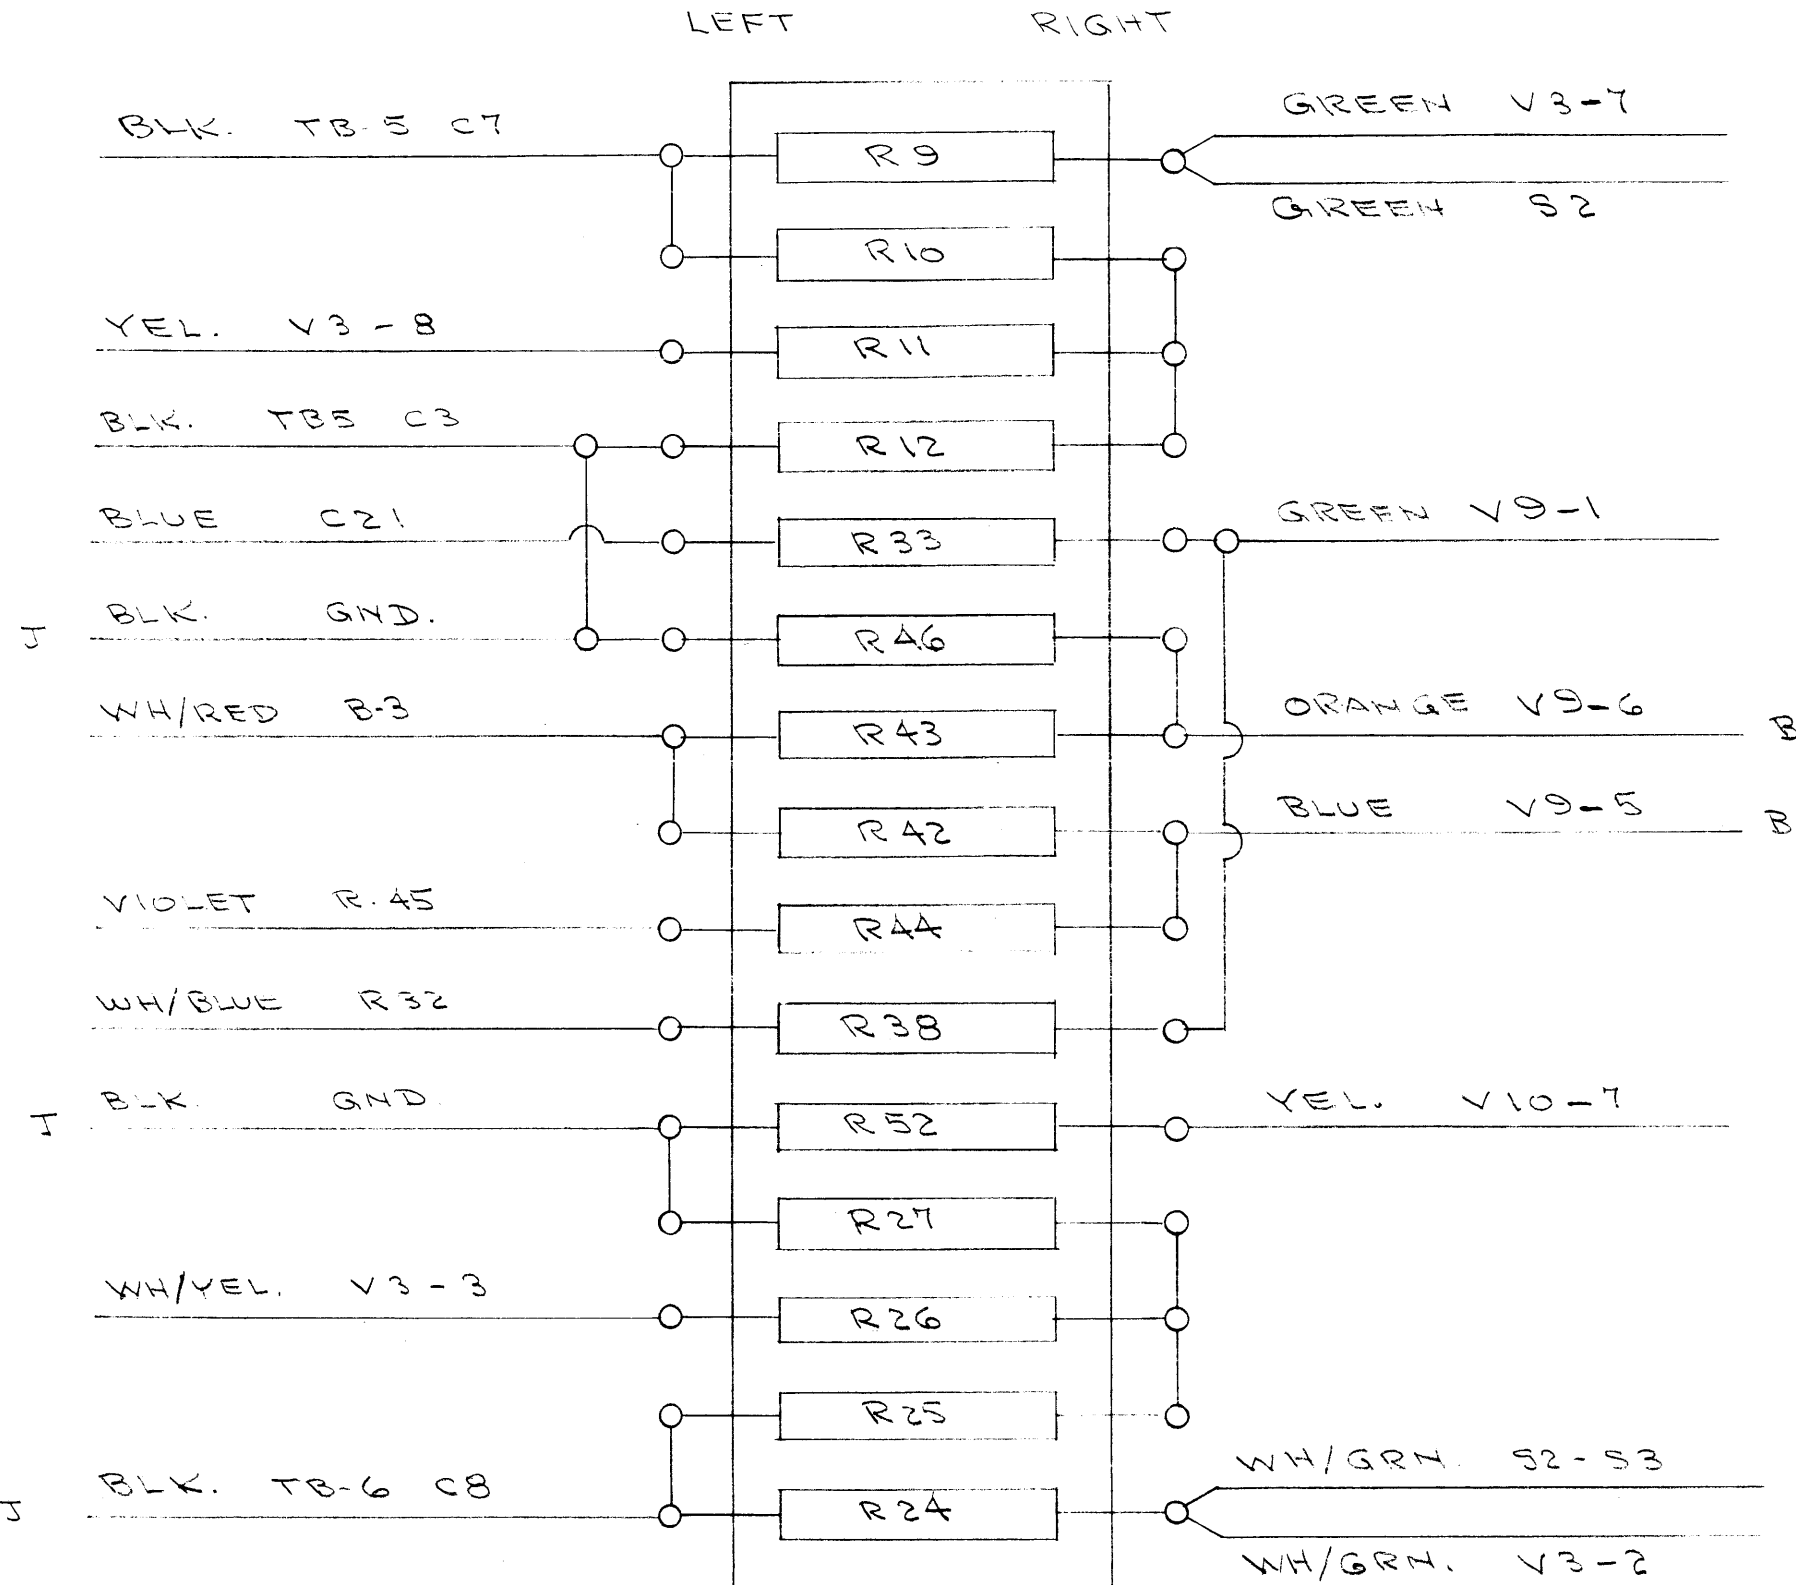 LEFT RIGHT
BLK. TB-5 C7
R9
GREEN V3-7
GREEN S2
R10
YEL. V3-8
R11
BLK. TB5 C3
R12
BLUE C21
R33
GREEN V9-1
J BLK. GND.
R46
WH/RED B-3
R43
ORANGE V9-6 B
R42
BLUE V9-5 B
VIOLET R.45
R44
WH/BLUE R32
R38
J BLK. GND.
R52
YEL. V10-7
R27
WH/YEL. V3-3
R26
R25
J BLK. TB-6 C8
R24
WH/GRN. S2-S3
WH/GRN. V3-2